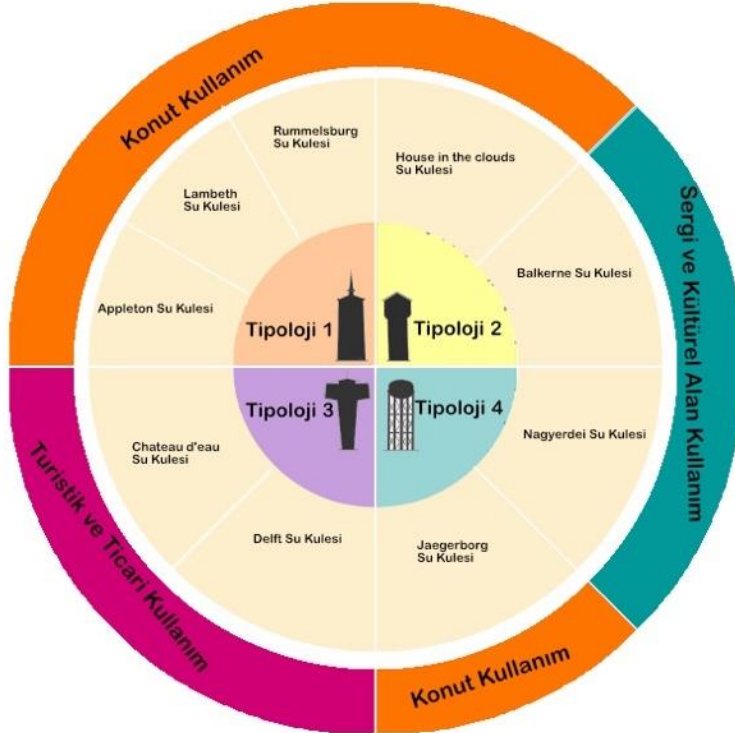 Konut Kullanım
Rummelsburg
Su Kulesi
House in the clouds
Su Kulesi
Lambeth
Su Kulesi
Balkerne Su Kulesi
Appleton Su Kulesi
Sergi ve Kültürel Alan Kullanım
Tipoloji 1
Tipoloji 2
Tipoloji 3
Tipoloji 4
Nagyerdei Su Kulesi
Chateau d'eau
Su Kulesi
Delft Su Kulesi
Jaegerborg
Su Kulesi
Turistik ve Ticari Kullanım
Konut Kullanım